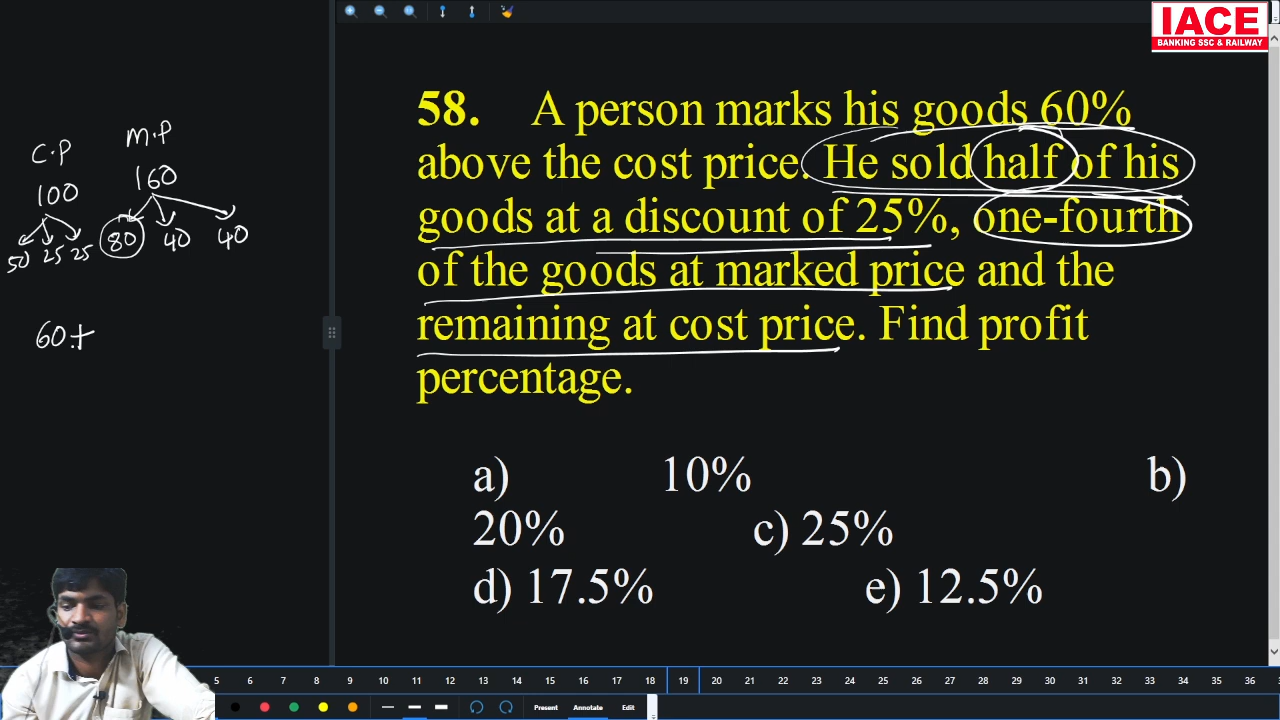 IACE
BANKING SSC & RAILWAY
58. A person marks his goods 60%
above the cost price. He sold half of his
goods at a discount of 25%, one-fourth
of the goods at marked price and the
remaining at cost price. Find profit
percentage.
a) 10% b)
20% c) 25%
d) 17.5% e) 12.5%
C.P M.P
100 160
50 25 25 80 40 40
60+
5 6 7 8 9 10 11 12 13 14 15 16 17 18 19 20 21 22 23 24 25 26 27 28 29 30 31 32 33 34 35 36
Present Annotate Edit